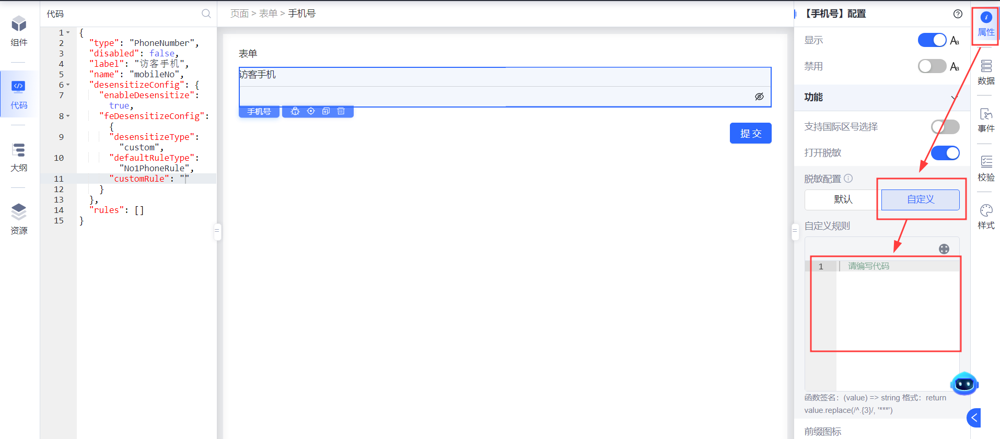 组件
代码
大纲
资源
代码
1 {
2 "type": "PhoneNumber",
3 "disabled": false,
4 "label": "访客手机",
5 "name": "mobileNo",
6 "desensitizeConfig": {
7 "enableDesensitize":
true,
8 "feDesensitizeConfig":
{
9 "desensitizeType":
"custom",
10 "defaultRuleType":
"No1PhoneRule",
11 "customRule": ""
12 }
13 },
14 "rules": []
15 }
页面 > 表单 > 手机号
表单
访客手机
手机号
提交
【手机号】配置
显示 Aa
禁用 Aa
功能
支持国际区号选择
打开脱敏
脱敏配置
默认 自定义
自定义规则
1 请编写代码
函数签名：(value) => string 格式：return
value.replace(/^.{3}/, '***')
前缀图标
属性
数据
事件
校验
样式